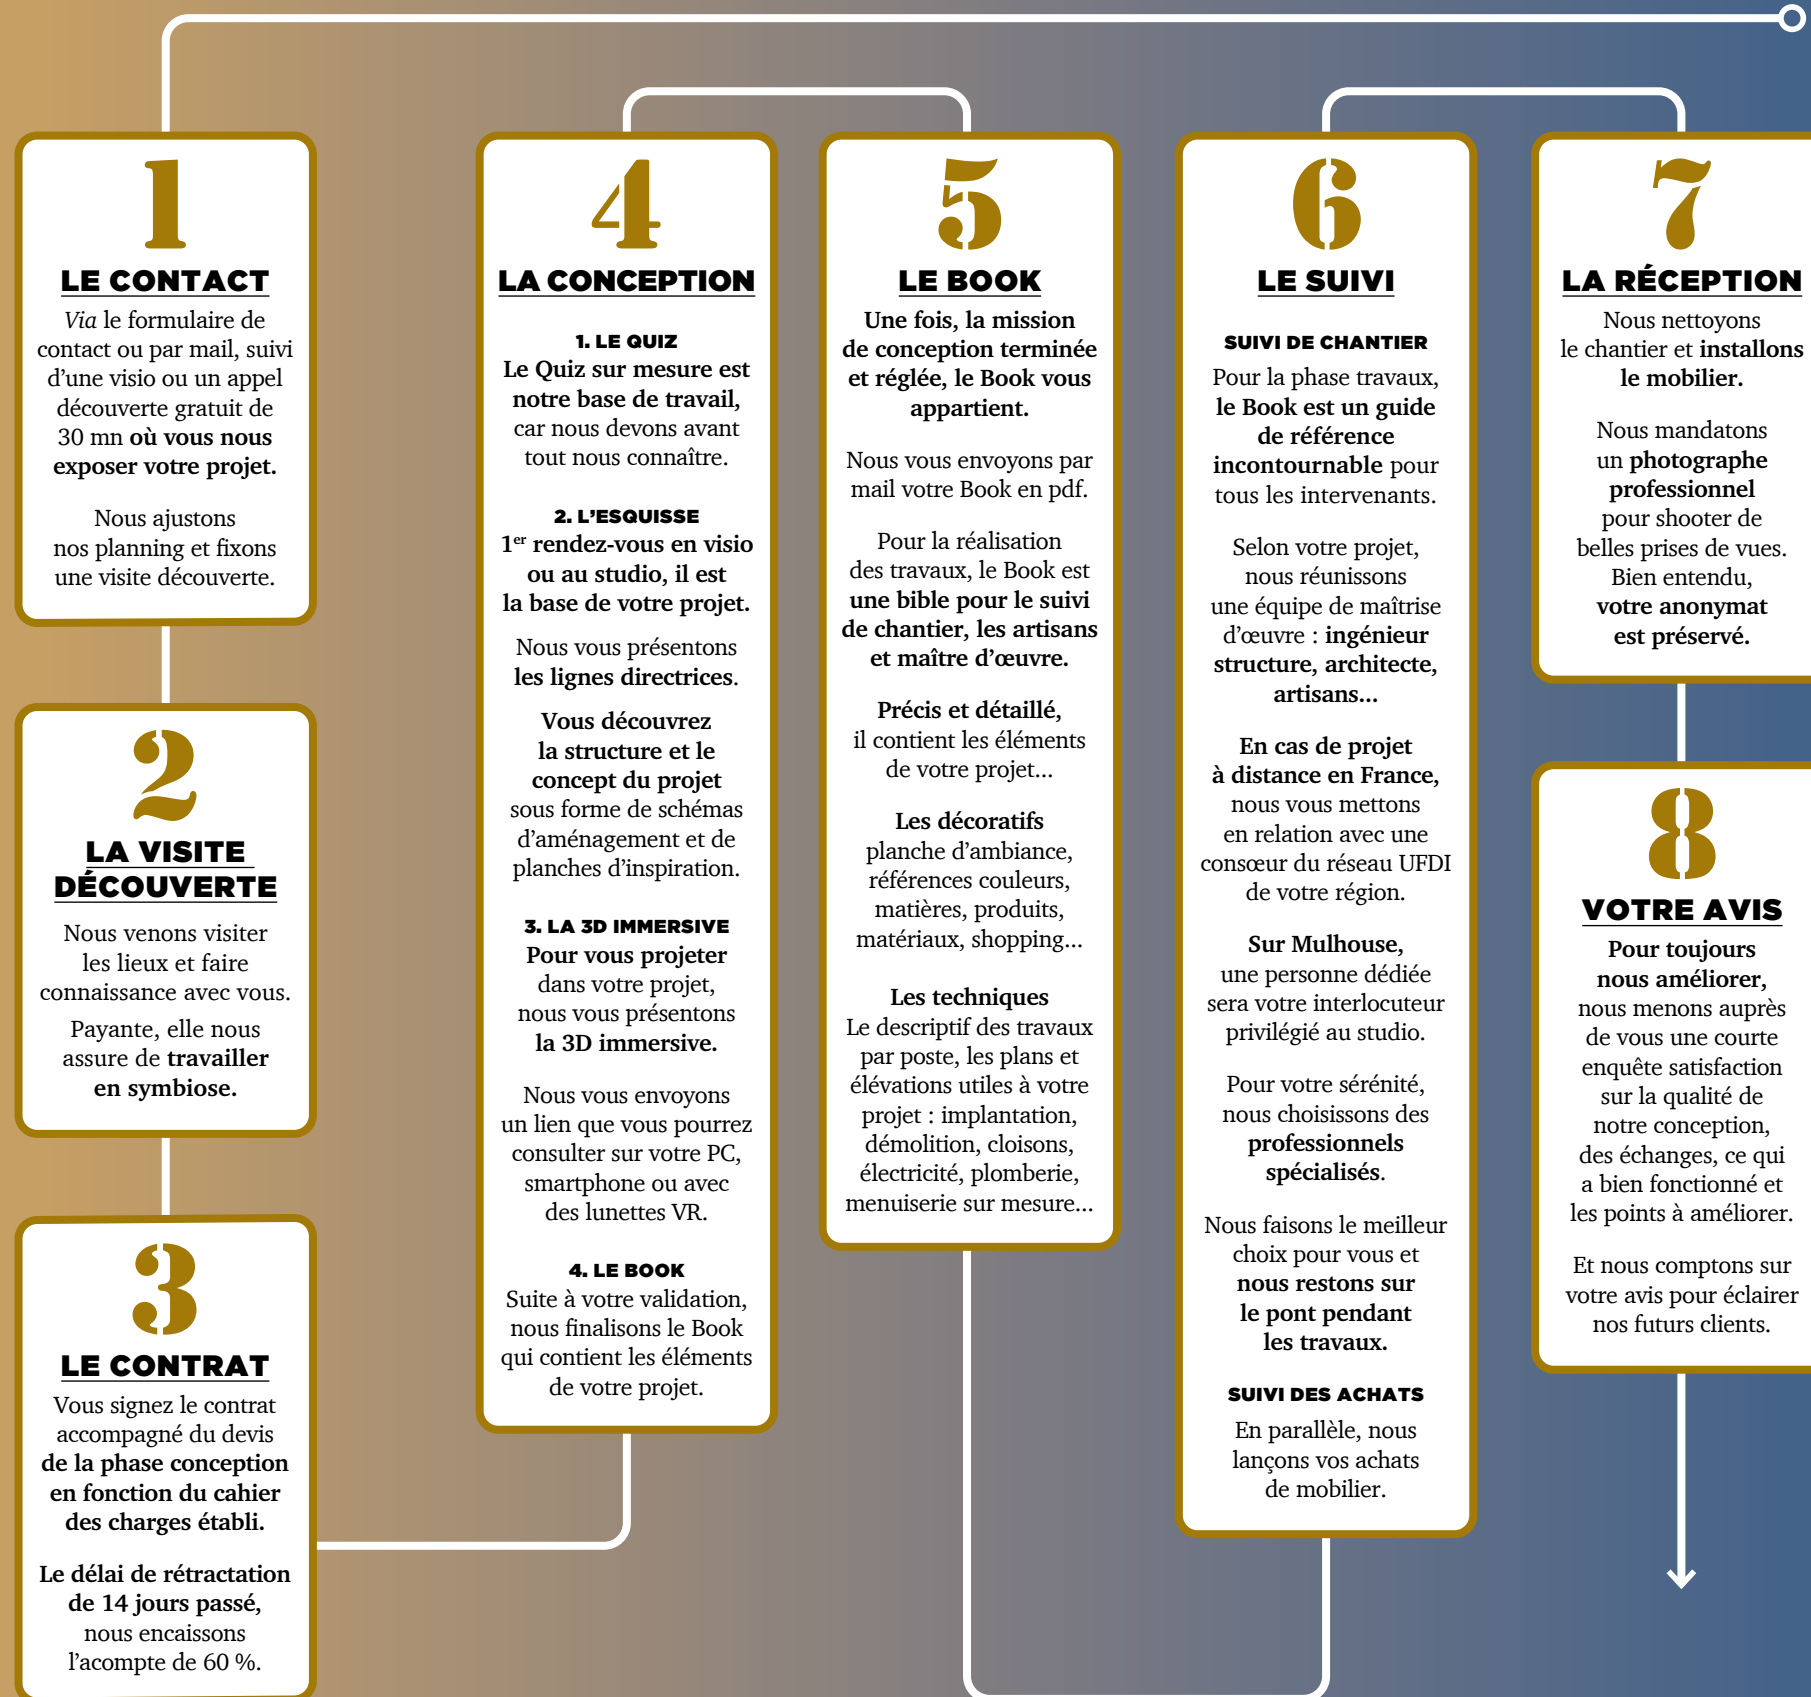 1
LE CONTACT
Via le formulaire de
contact ou par mail, suivi
d’une visio ou un appel
découverte gratuit de
30 mn où vous nous
exposer votre projet.
Nous ajustons
nos planning et fixons
une visite découverte.
2
LA VISITE
DÉCOUVERTE
Nous venons visiter
les lieux et faire
connaissance avec vous.
Payante, elle nous
assure de travailler
en symbiose.
3
LE CONTRAT
Vous signez le contrat
accompagné du devis
de la phase conception
en fonction du cahier
des charges établi.
Le délai de rétractation
de 14 jours passé,
nous encaissons
l’acompte de 60 %.
4
LA CONCEPTION
1. LE QUIZ
Le Quiz sur mesure est
notre base de travail,
car nous devons avant
tout nous connaître.
2. L’ESQUISSE
1er rendez-vous en visio
ou au studio, il est
la base de votre projet.
Nous vous présentons
les lignes directrices.
Vous découvrez
la structure et le
concept du projet
sous forme de schémas
d’aménagement et de
planches d’inspiration.
3. LA 3D IMMERSIVE
Pour vous projeter
dans votre projet,
nous vous présentons
la 3D immersive.
Nous vous envoyons
un lien que vous pourrez
consulter sur votre PC,
smartphone ou avec
des lunettes VR.
4. LE BOOK
Suite à votre validation,
nous finalisons le Book
qui contient les éléments
de votre projet.
5
LE BOOK
Une fois, la mission
de conception terminée
et réglée, le Book vous
appartient.
Nous vous envoyons par
mail votre Book en pdf.
Pour la réalisation
des travaux, le Book est
une bible pour le suivi
de chantier, les artisans
et maître d’œuvre.
Précis et détaillé,
il contient les éléments
de votre projet...
Les décoratifs
planche d’ambiance,
références couleurs,
matières, produits,
matériaux, shopping...
Les techniques
Le descriptif des travaux
par poste, les plans et
élévations utiles à votre
projet : implantation,
démolition, cloisons,
électricité, plomberie,
menuiserie sur mesure...
6
LE SUIVI
SUIVI DE CHANTIER
Pour la phase travaux,
le Book est un guide
de référence
incontournable pour
tous les intervenants.
Selon votre projet,
nous réunissons
une équipe de maîtrise
d’œuvre : ingénieur
structure, architecte,
artisans...
En cas de projet
à distance en France,
nous vous mettons
en relation avec une
consœur du réseau UFDI
de votre région.
Sur Mulhouse,
une personne dédiée
sera votre interlocuteur
privilégié au studio.
Pour votre sérénité,
nous choisissons des
professionnels
spécialisés.
Nous faisons le meilleur
choix pour vous et
nous restons sur
le pont pendant
les travaux.
SUIVI DES ACHATS
En parallèle, nous
lançons vos achats
de mobilier.
7
LA RÉCEPTION
Nous nettoyons
le chantier et installons
le mobilier.
Nous mandatons
un photographe
professionnel
pour shooter de
belles prises de vues.
Bien entendu,
votre anonymat
est préservé.
8
VOTRE AVIS
Pour toujours
nous améliorer,
nous menons auprès
de vous une courte
enquête satisfaction
sur la qualité de
notre conception,
des échanges, ce qui
a bien fonctionné et
les points à améliorer.
Et nous comptons sur
votre avis pour éclairer
nos futurs clients.